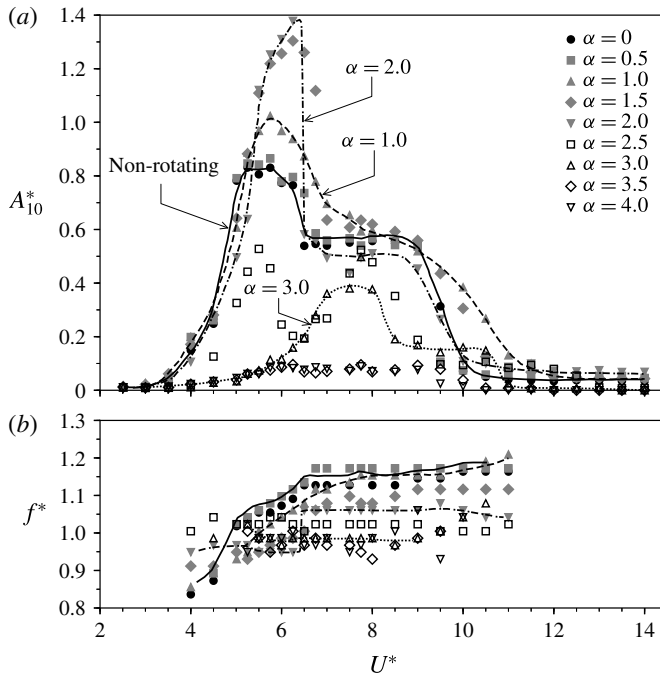 (a)
1.4
1.2
1.0
0.8
0.6
0.4
0.2
0
A*10
Non-rotating
α = 2.0
α = 1.0
α = 3.0
α = 0
α = 0.5
α = 1.0
α = 1.5
α = 2.0
α = 2.5
α = 3.0
α = 3.5
α = 4.0
(b)
1.3
1.2
1.1
1.0
0.9
0.8
f*
2 4 6 8 10 12 14
U*